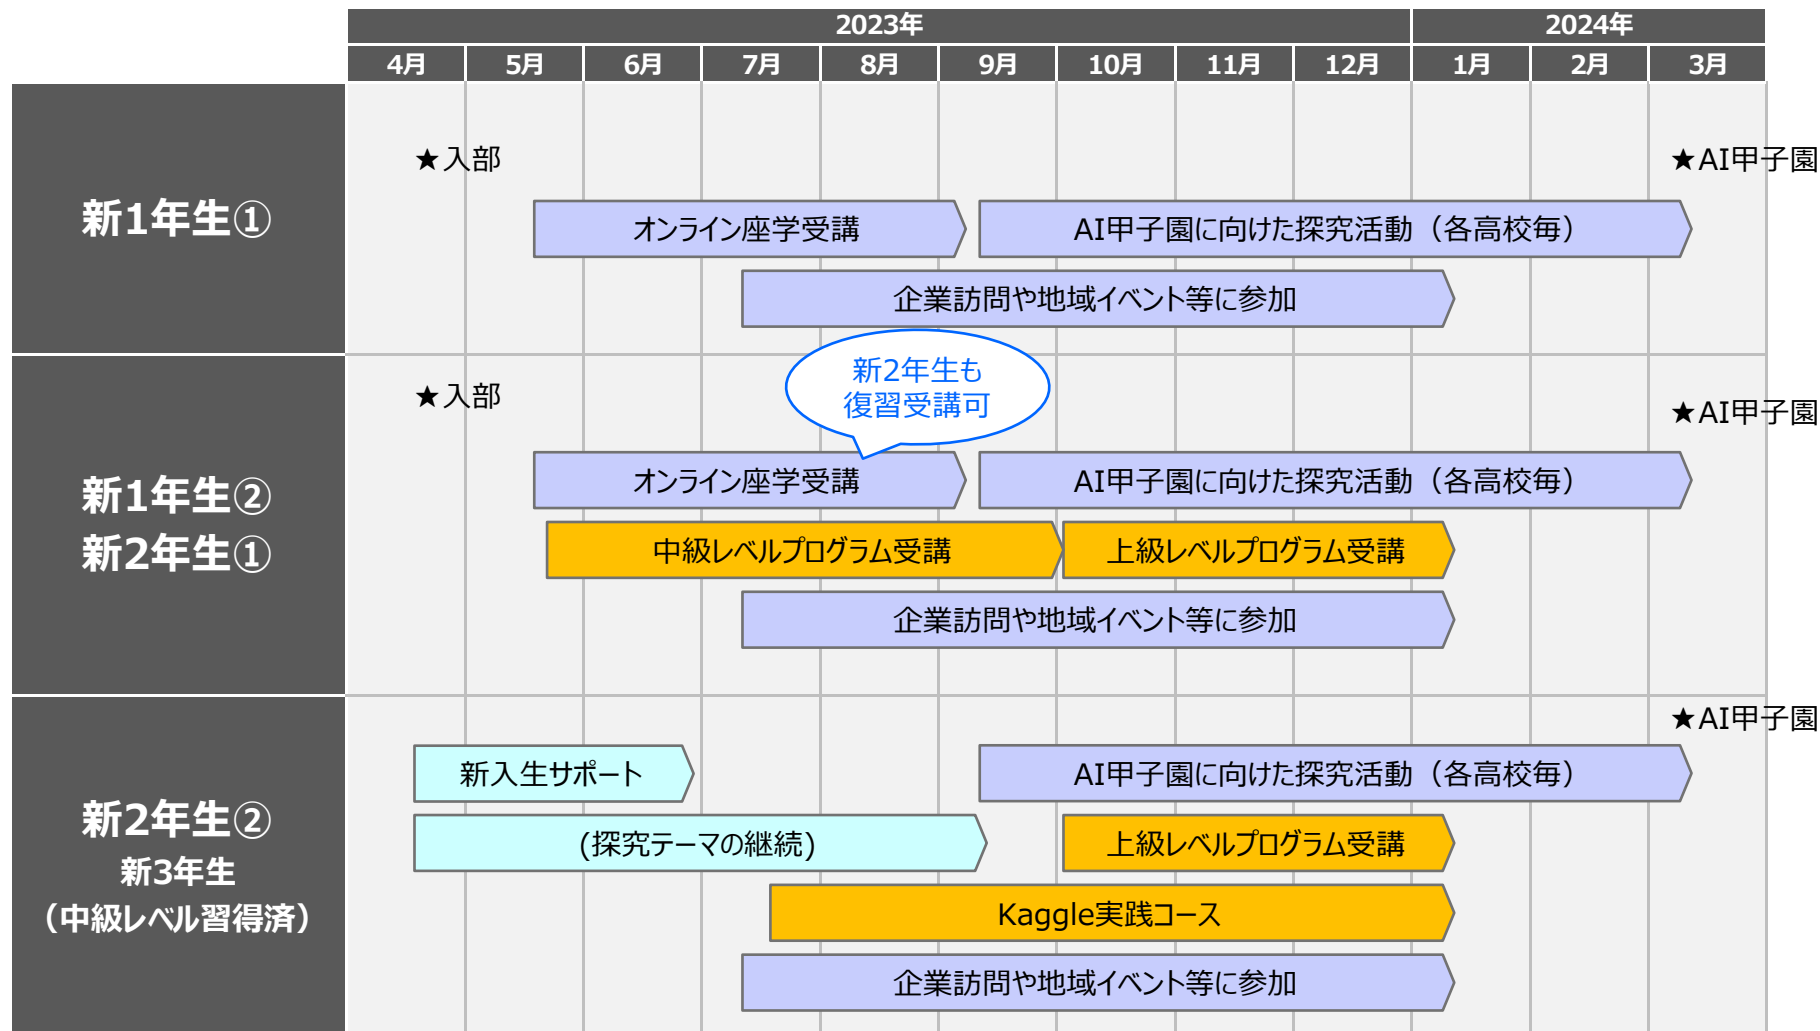 2023年
2024年
4月
5月
6月
7月
8月
9月
10月
11月
12月
1月
2月
3月
新1年生①
★入部
★AI甲子園
オンライン座学受講
AI甲子園に向けた探究活動（各高校毎）
企業訪問や地域イベント等に参加
新1年生②
新2年生①
★入部
新2年生も
復習受講可
★AI甲子園
オンライン座学受講
AI甲子園に向けた探究活動（各高校毎）
中級レベルプログラム受講
上級レベルプログラム受講
企業訪問や地域イベント等に参加
新2年生②
新3年生
（中級レベル習得済）
★AI甲子園
新入生サポート
AI甲子園に向けた探究活動（各高校毎）
(探究テーマの継続)
上級レベルプログラム受講
Kaggle実践コース
企業訪問や地域イベント等に参加